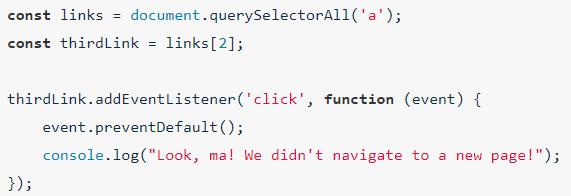 const links = document.querySelectorAll('a');
const thirdLink = links[2];
thirdLink.addEventListener('click', function (event) {
    event.preventDefault();
    console.log("Look, ma! We didn't navigate to a new page!");
});